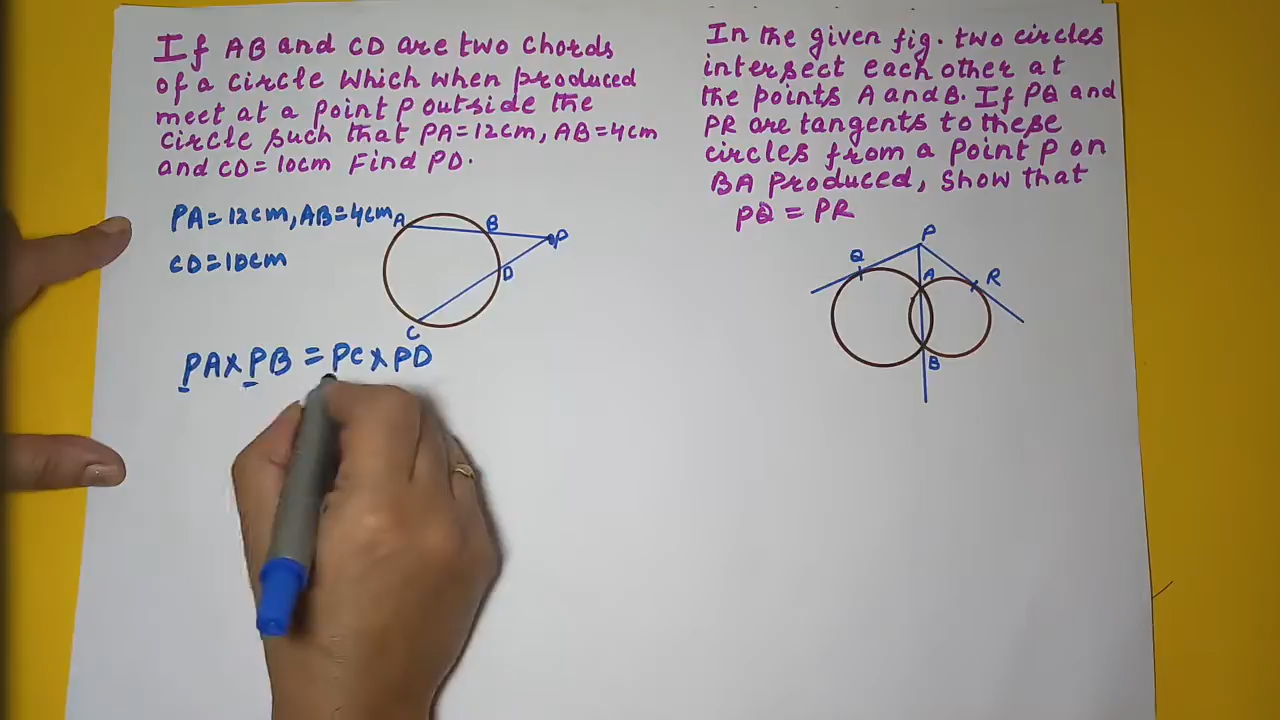 If AB and CD are two chords
of a circle which when produced
meet at a point P outside the
circle such that PA=12cm, AB=4cm
and CD=10cm Find PD.
PA=12cm, AB=4cm
CD=10cm
A
B
P
D
C
PA×PB=PC×PD
In the given fig. two circles
intersect each other at
the points A and B. If PQ and
PR are tangents to these
circles from a point P on
BA produced, show that
PQ = PR
P
Q
A
R
B